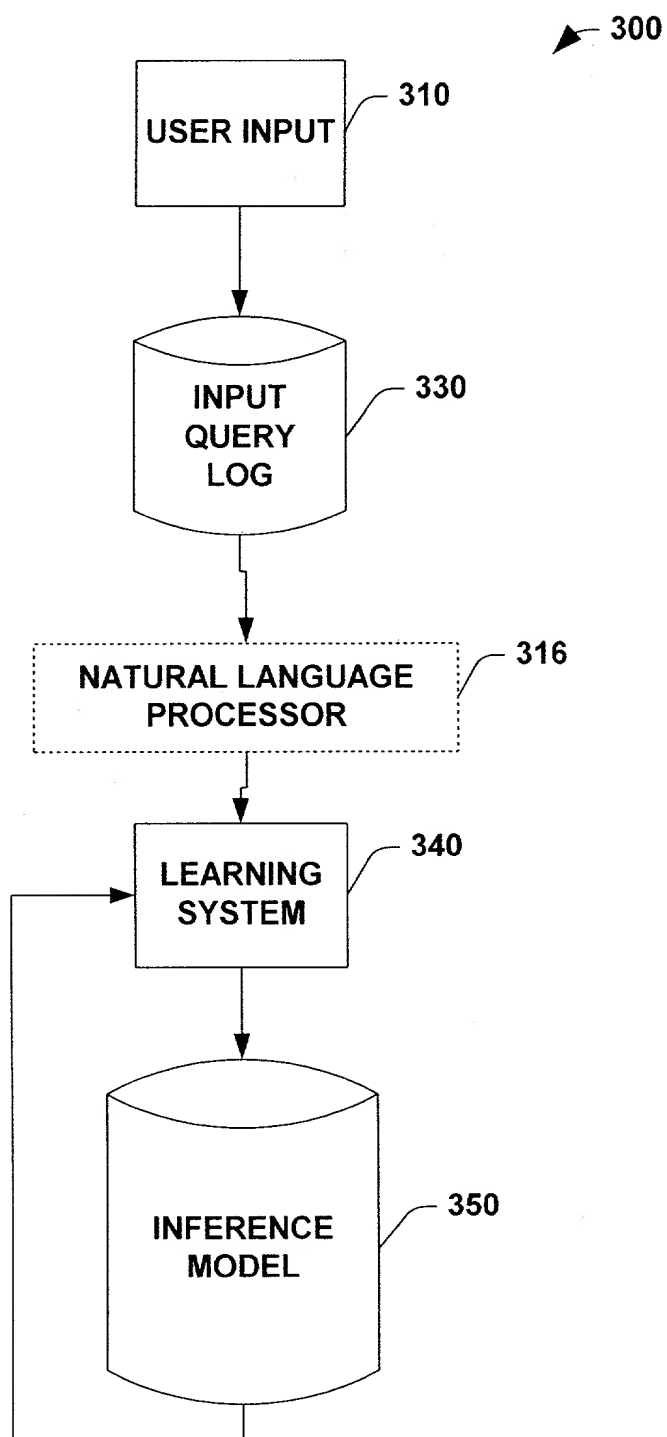 300
310
USER INPUT
330
INPUT
QUERY
LOG
316
NATURAL LANGUAGE
PROCESSOR
340
LEARNING
SYSTEM
350
INFERENCE
MODEL